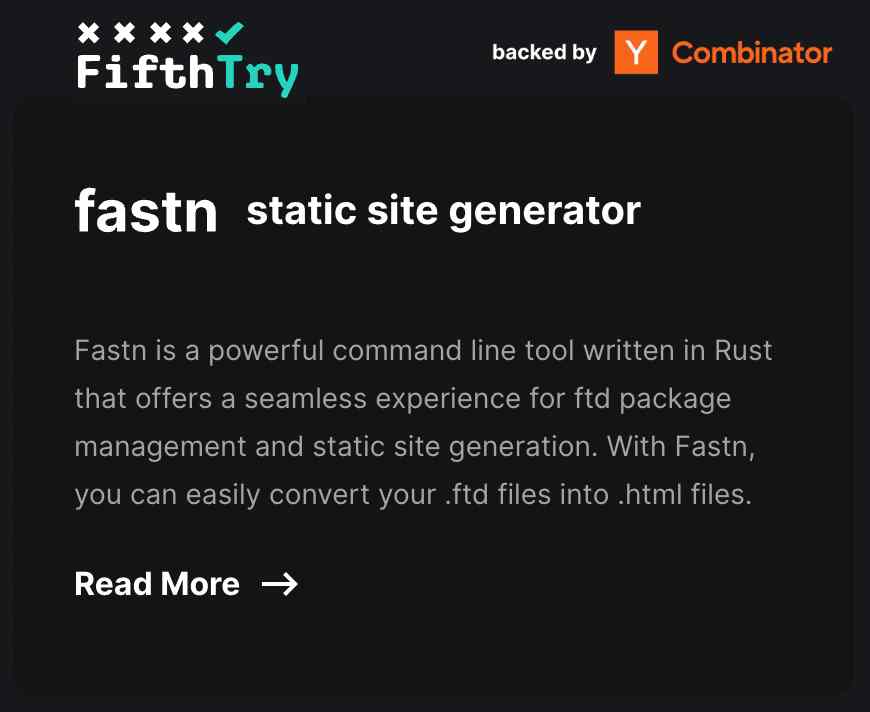 FifthTry
backed by Y Combinator
fastn static site generator
Fastn is a powerful command line tool written in Rust
that offers a seamless experience for ftd package
management and static site generation. With Fastn,
you can easily convert your .ftd files into .html files.
Read More →